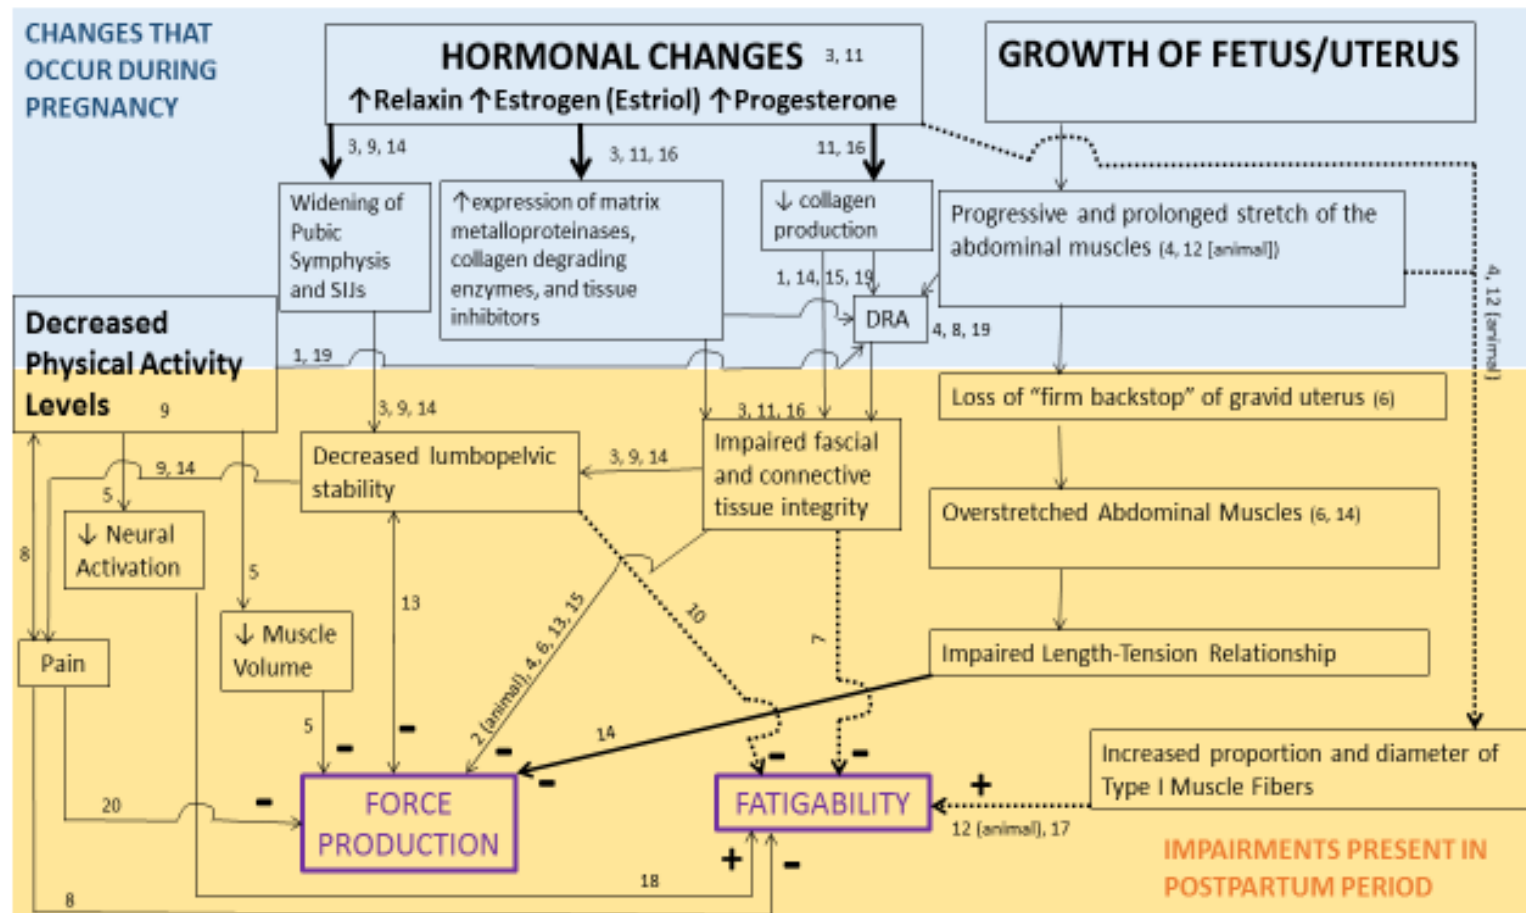 CHANGES THAT
OCCUR DURING
PREGNANCY
HORMONAL CHANGES 3, 11
↑Relaxin ↑Estrogen (Estriol) ↑Progesterone
GROWTH OF FETUS/UTERUS
3, 9, 14
3, 11, 16
11, 16
Widening of
Pubic
Symphysis
and SIJs
↑expression of matrix
metalloproteinases,
collagen degrading
enzymes, and tissue
inhibitors
↓ collagen
production
Progressive and prolonged stretch of the
abdominal muscles (4, 12 [animal])
1, 14, 15, 19
4, 12 (animal)
DRA
4, 8, 19
Decreased
Physical Activity
Levels
9
1, 19
Loss of “firm backstop” of gravid uterus (6)
3, 9, 14
3, 11, 16
Decreased lumbopelvic
stability
3, 9, 14
Impaired fascial
and connective
tissue integrity
9, 14
5
Overstretched Abdominal Muscles (6, 14)
↓ Neural
Activation
8
5
13
2 (animal), 4, 6, 13, 15
10
7
↓ Muscle
Volume
Pain
Impaired Length-Tension Relationship
5
14
-
-
-
-
-
-
Increased proportion and diameter of
Type I Muscle Fibers
20
-
FORCE
PRODUCTION
FATIGABILITY
+
12 (animal), 17
+
-
18
8
IMPAIRMENTS PRESENT IN
POSTPARTUM PERIOD